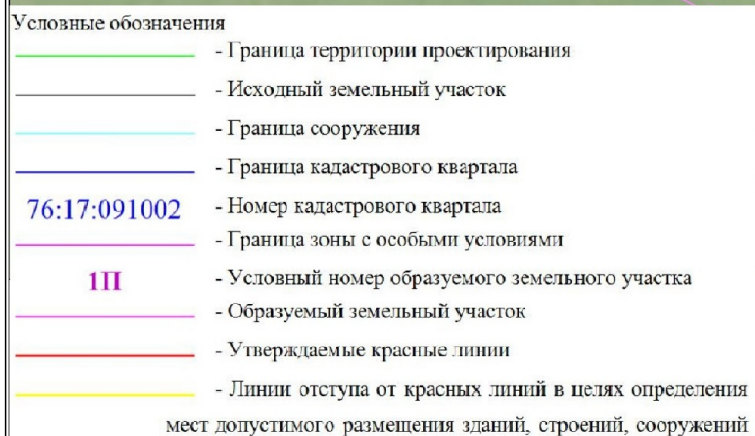 Условные обозначения
- Граница территории проектирования
- Исходный земельный участок
- Граница сооружения
- Граница кадастрового квартала
76:17:091002 - Номер кадастрового квартала
- Граница зоны с особыми условиями
1П - Условный номер образуемого земельного участка
- Образуемый земельный участок
- Утверждаемые красные линии
- Линии отступа от красных линий в целях определения
мест допустимого размещения зданий, строений, сооружений